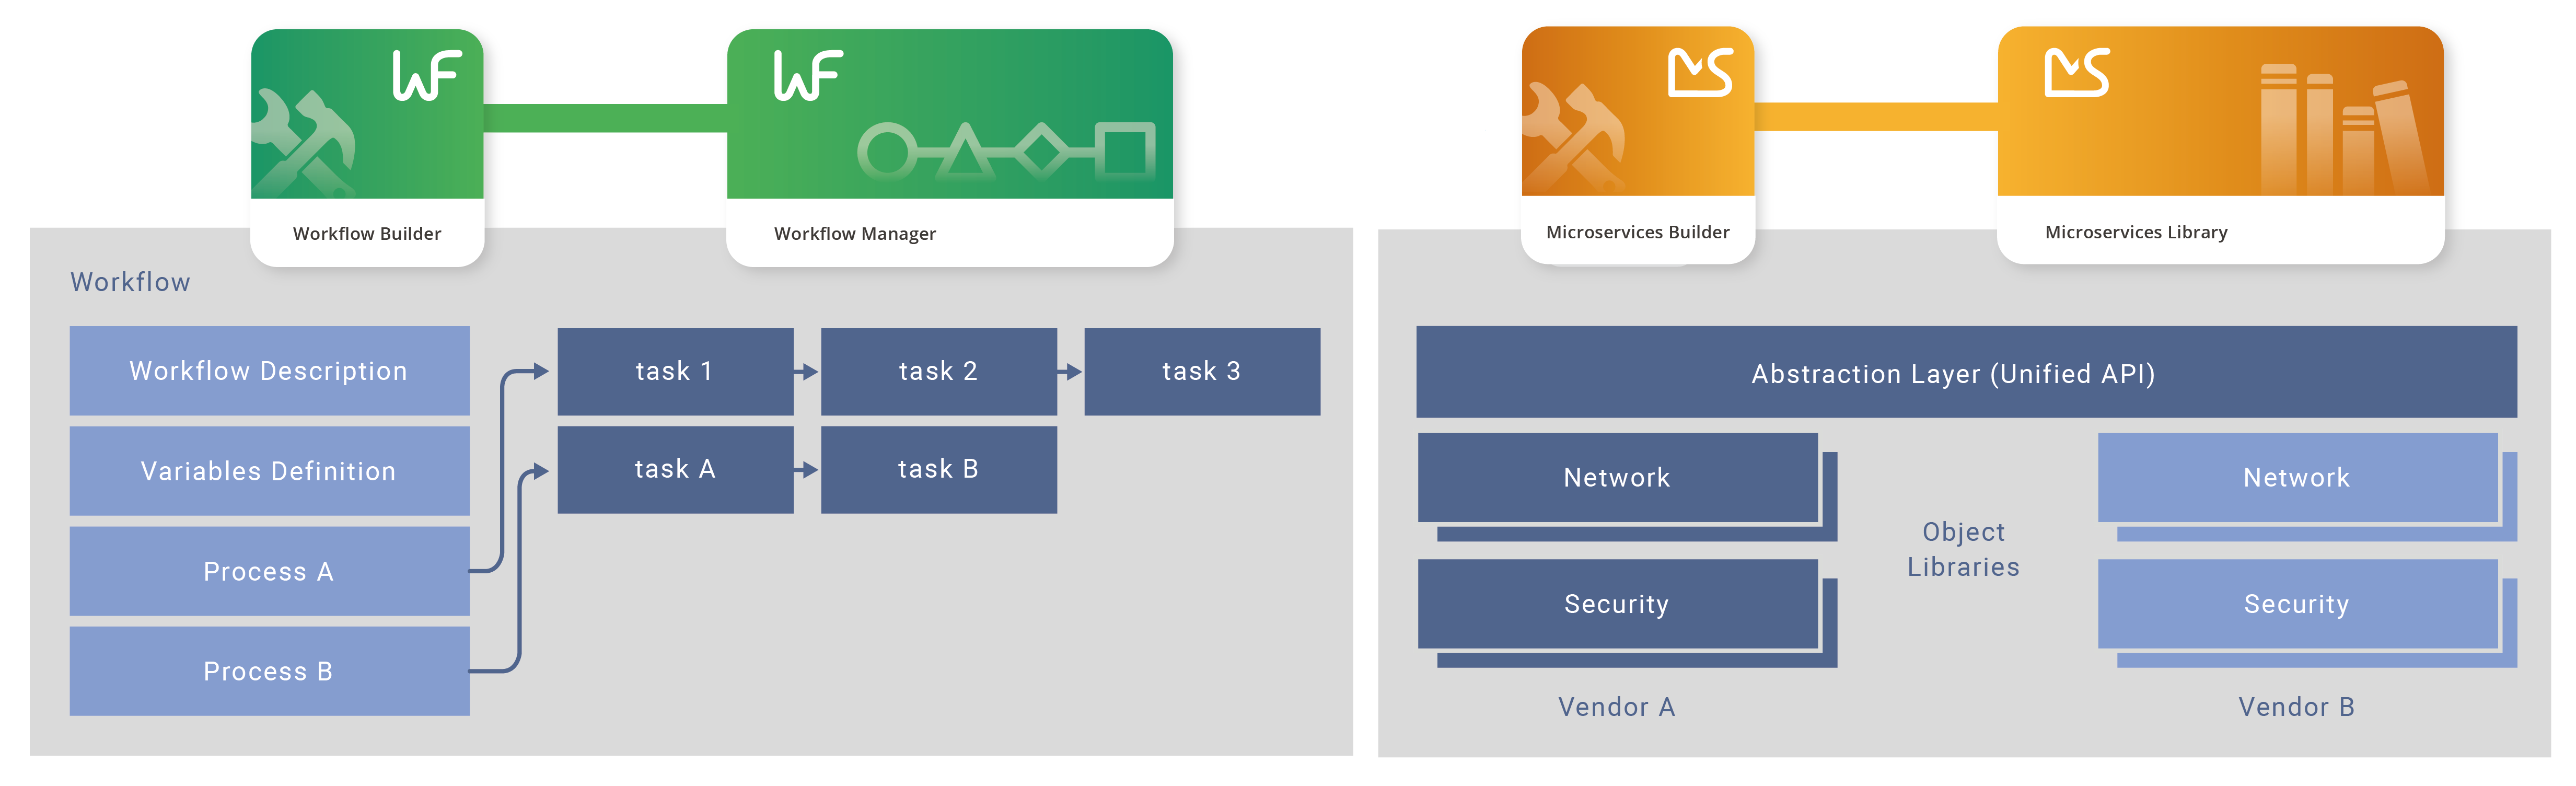 WF
WF
MS
MS
Workflow Builder
Workflow Manager
Microservices Builder
Microservices Library
Workflow
Workflow Description
Variables Definition
Process A
Process B
task 1
task 2
task 3
task A
task B
Abstraction Layer (Unified API)
Network
Security
Vendor A
Object
Libraries
Network
Security
Vendor B